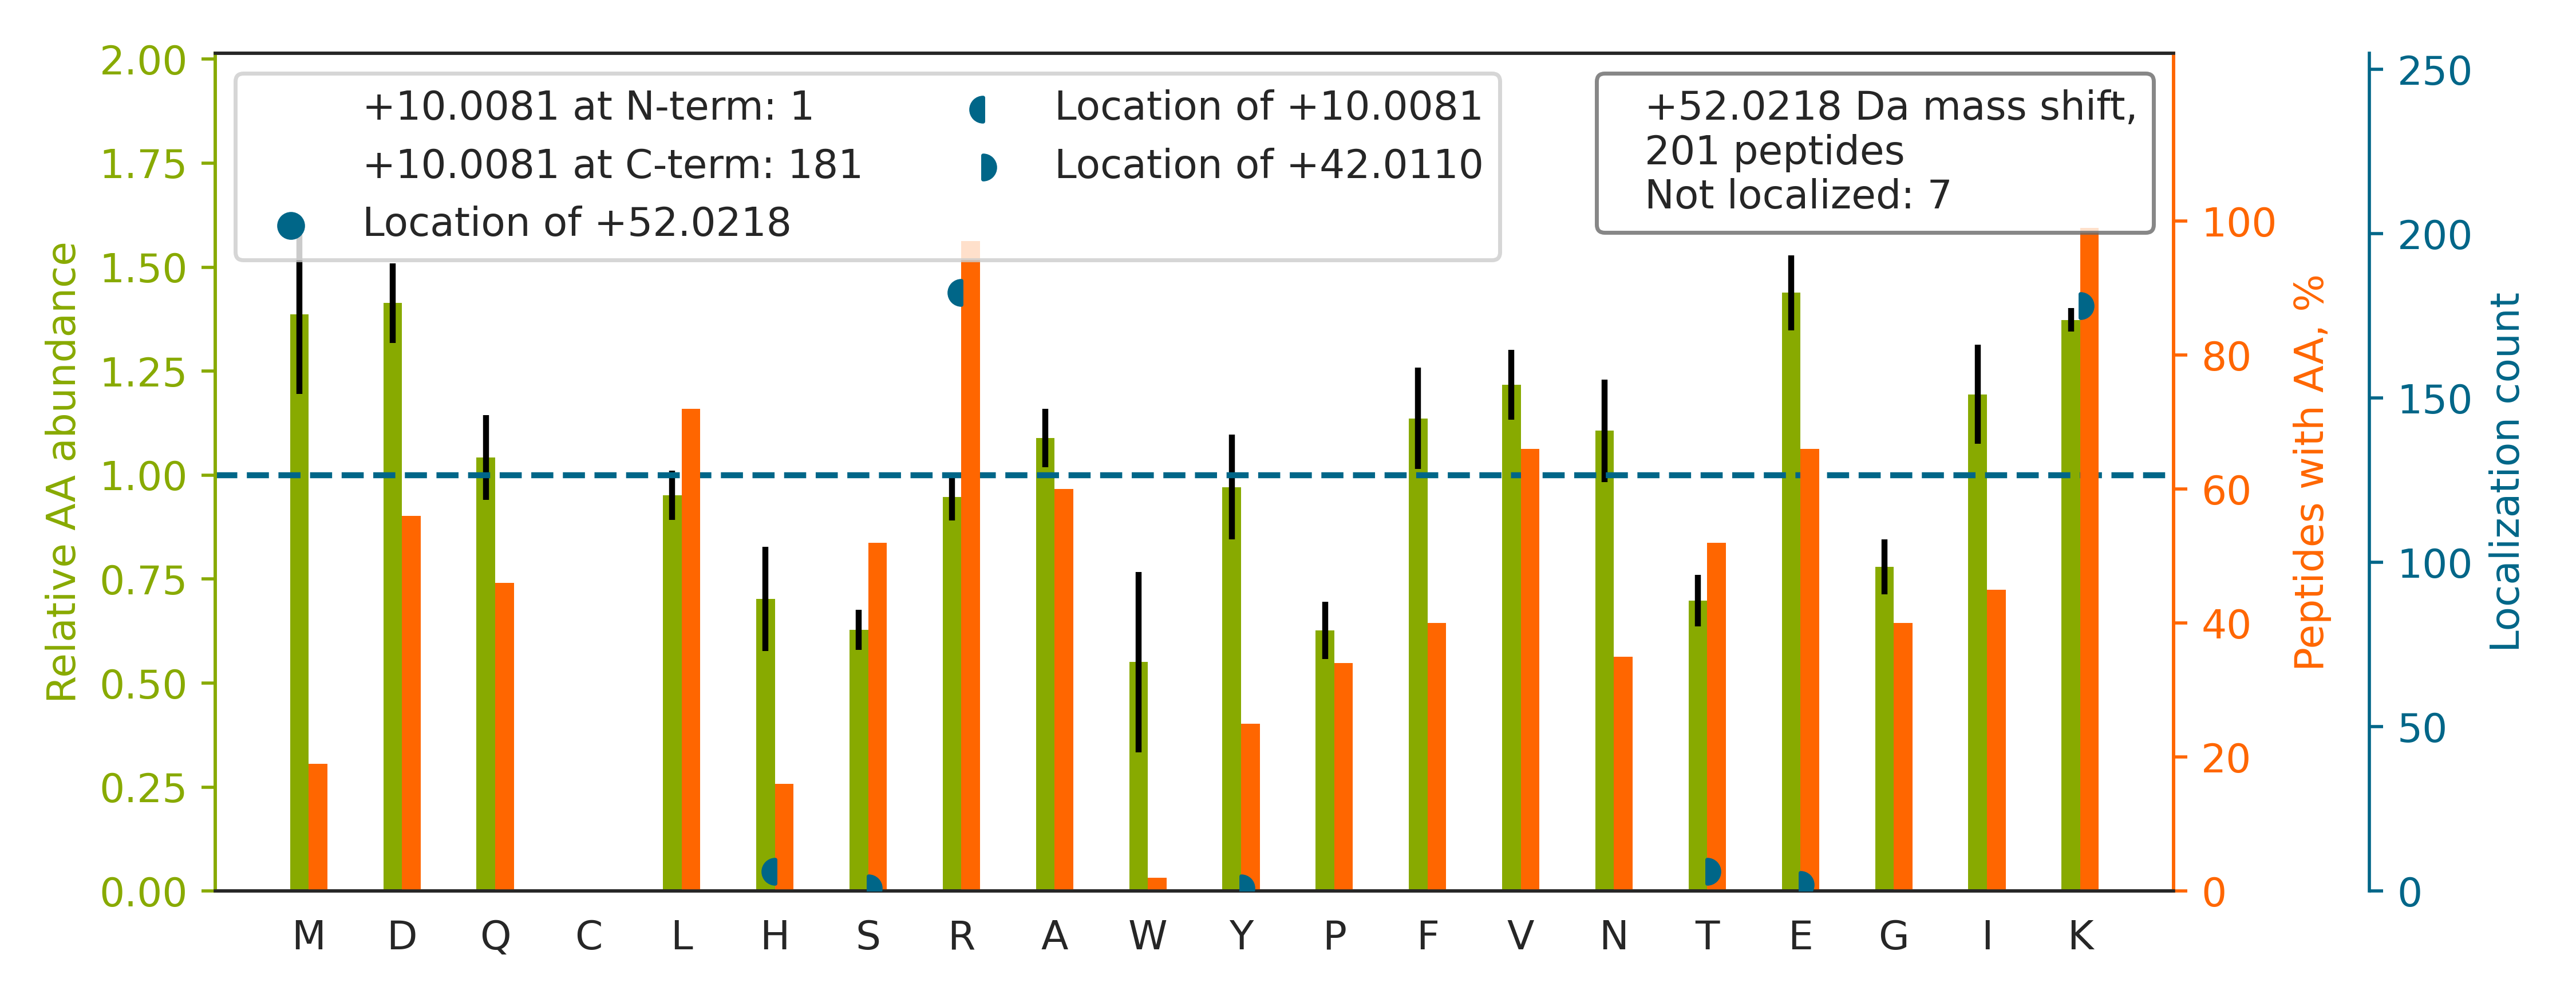 2.00
1.75
1.50
1.25
1.00
0.75
0.50
0.25
0.00
Relative AA abundance
+10.0081 at N-term: 1
+10.0081 at C-term: 181
Location of +52.0218
Location of +10.0081
Location of +42.0110
+52.0218 Da mass shift,
201 peptides
Not localized: 7
100
80
60
40
20
0
Peptides with AA, %
250
200
150
100
50
0
Localization count
M D Q C L H S R A W Y P F V N T E G I K